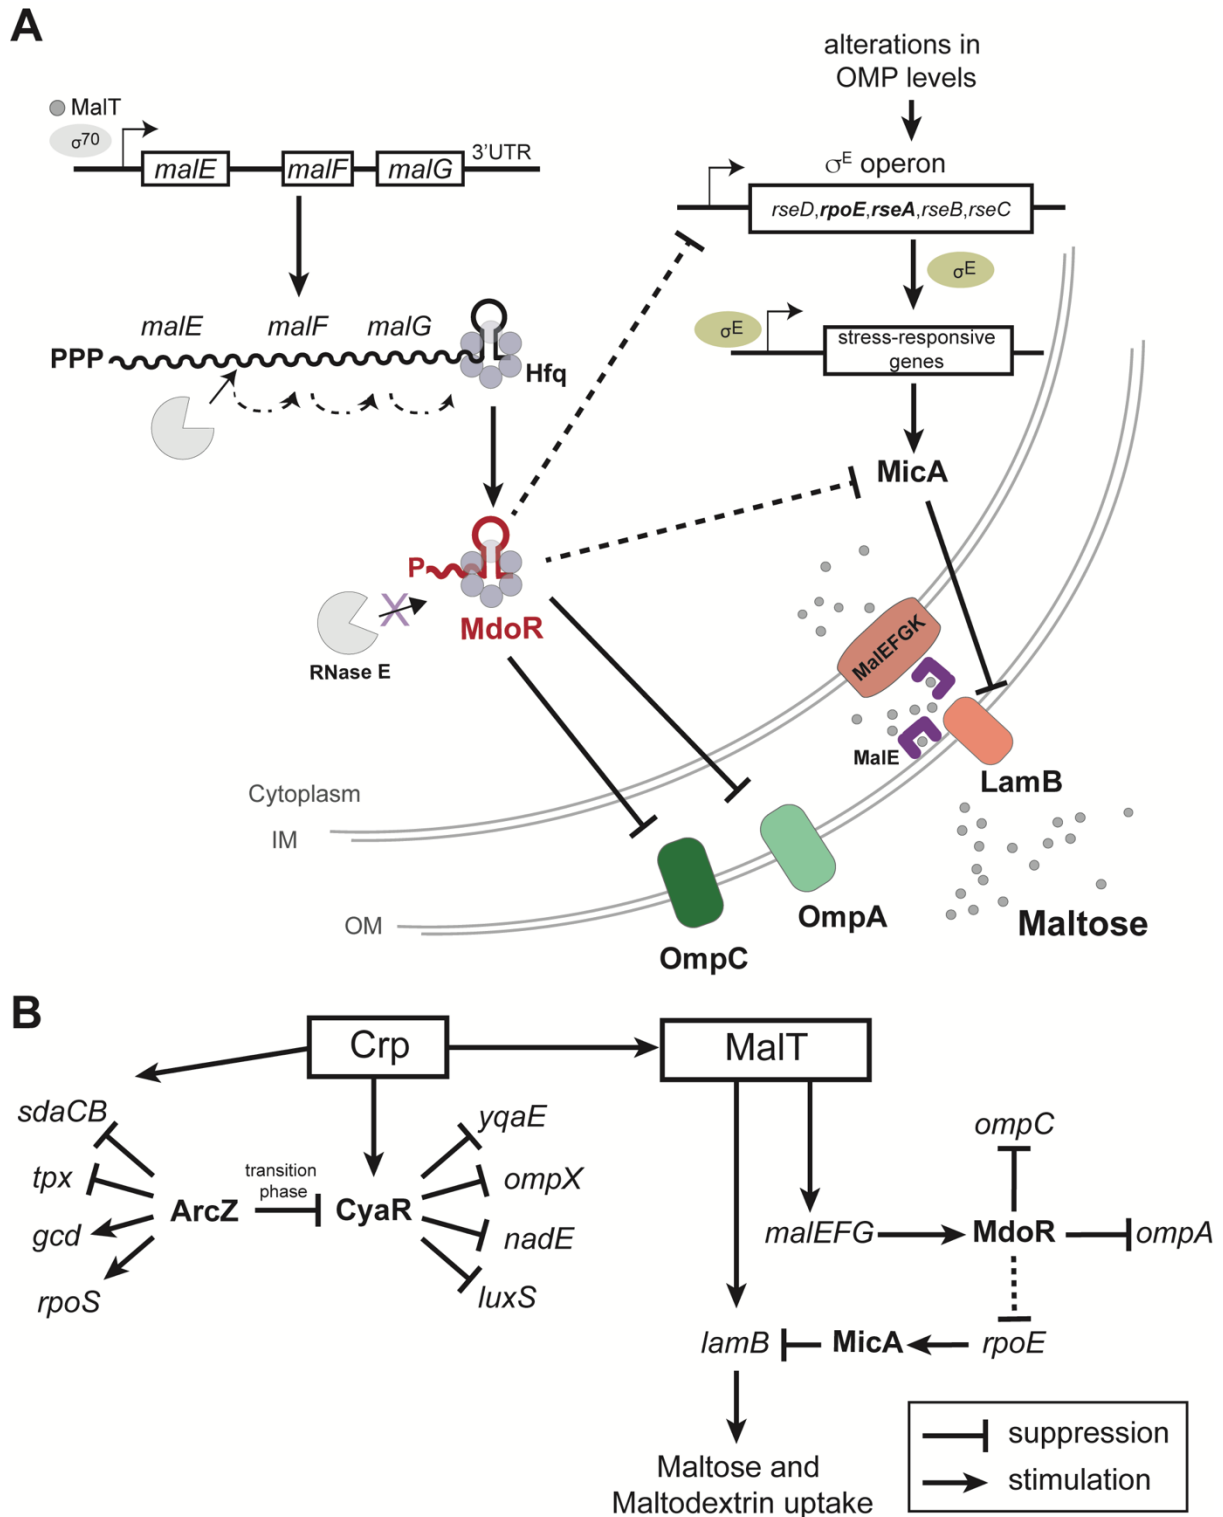 A
alterations in
OMP levels
MalT
σ70
malE
malF
malG
3'UTR
σE operon
rseD,rpoE,rseA,rseB,rseC
σE
malE
malF
malG
PPP
Hfq
σE
stress-responsive
genes
MicA
P
MdoR
X
RNase E
MalEFGK
MalE
LamB
Cytoplasm
IM
OM
OmpC
OmpA
Maltose
B
Crp
MalT
sdaCB
tpx
gcd
rpoS
ArcZ
transition
phase
CyaR
yqaE
ompX
nadE
luxS
ompC
malEFG
MdoR
ompA
lamB
MicA
rpoE
Maltose and
Maltodextrin uptake
suppression
stimulation